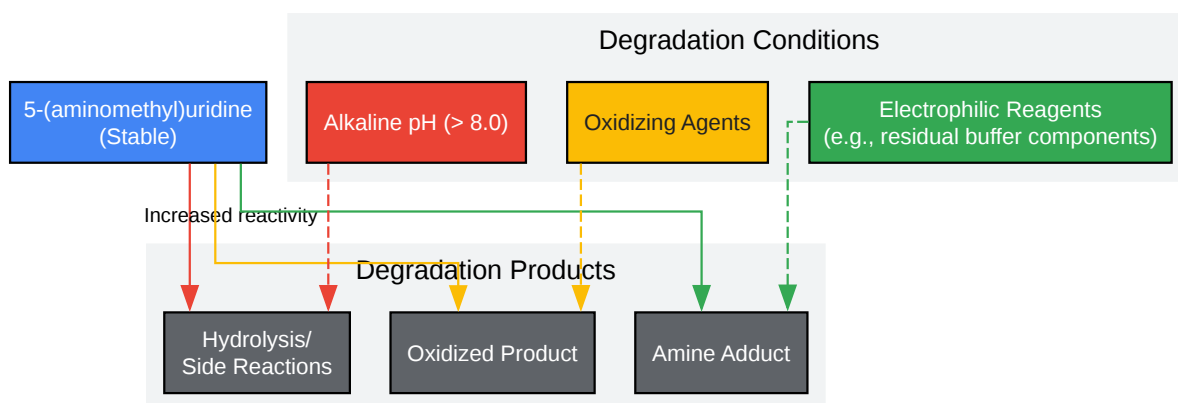 Degradation Conditions
5-(aminomethyl)uridine
(Stable)
Alkaline pH (> 8.0)
Oxidizing Agents
Electrophilic Reagents
(e.g., residual buffer components)
Increased reactivity
Degradation Products
Hydrolysis/
Side Reactions
Oxidized Product
Amine Adduct